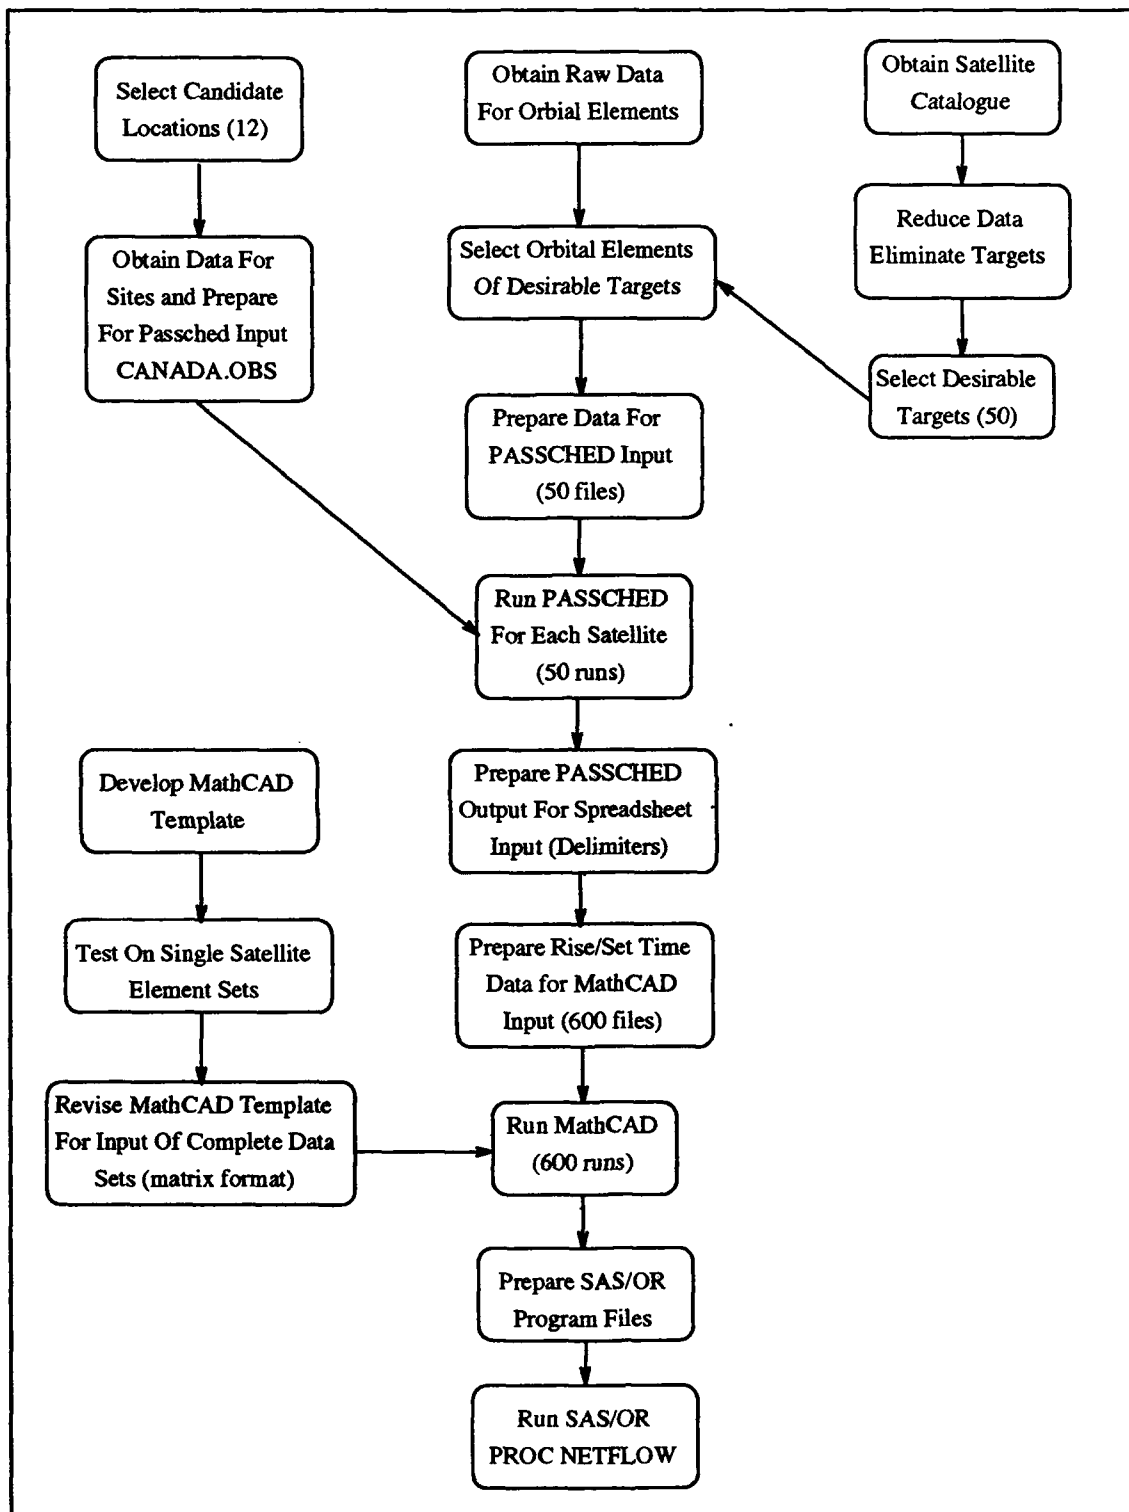 Select Candidate
Locations (12)
Obtain Raw Data
For Orbial Elements
Obtain Satellite
Catalogue
Obtain Data For
Sites and Prepare
For Passched Input
CANADA.OBS
Select Orbital Elements
Of Desirable Targets
Reduce Data
Eliminate Targets
Select Desirable
Targets (50)
Prepare Data For
PASSCHED Input
(50 files)
Run PASSCHED
For Each Satellite
(50 runs)
Develop MathCAD
Template
Prepare PASSCHED
Output For Spreadsheet
Input (Delimiters)
Test On Single Satellite
Element Sets
Prepare Rise/Set Time
Data for MathCAD
Input (600 files)
Revise MathCAD Template
For Input Of Complete Data
Sets (matrix format)
Run MathCAD
(600 runs)
Prepare SAS/OR
Program Files
Run SAS/OR
PROC NETFLOW